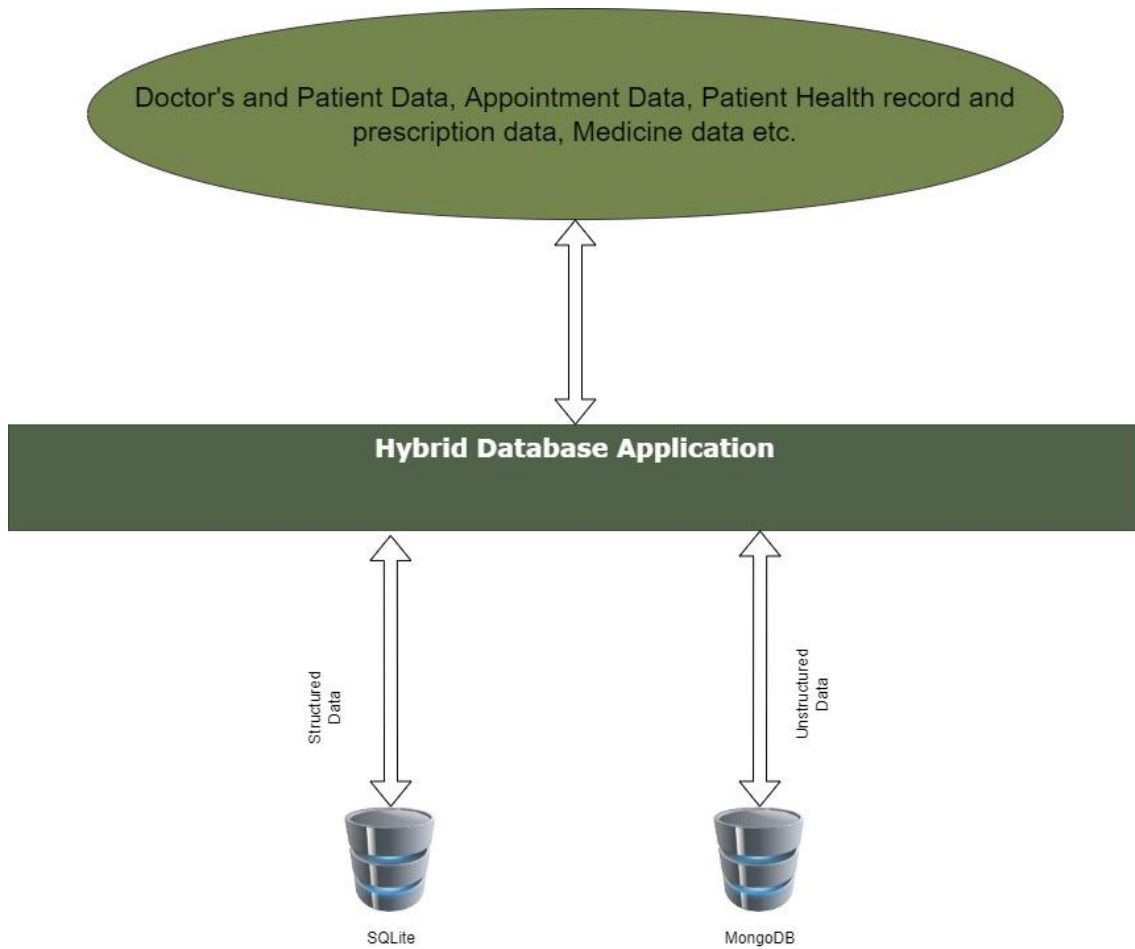 Doctor's and Patient Data, Appointment Data, Patient Health record and
prescription data, Medicine data etc.
Hybrid Database Application
Structured
Data
Unstructured
Data
SQLite
MongoDB